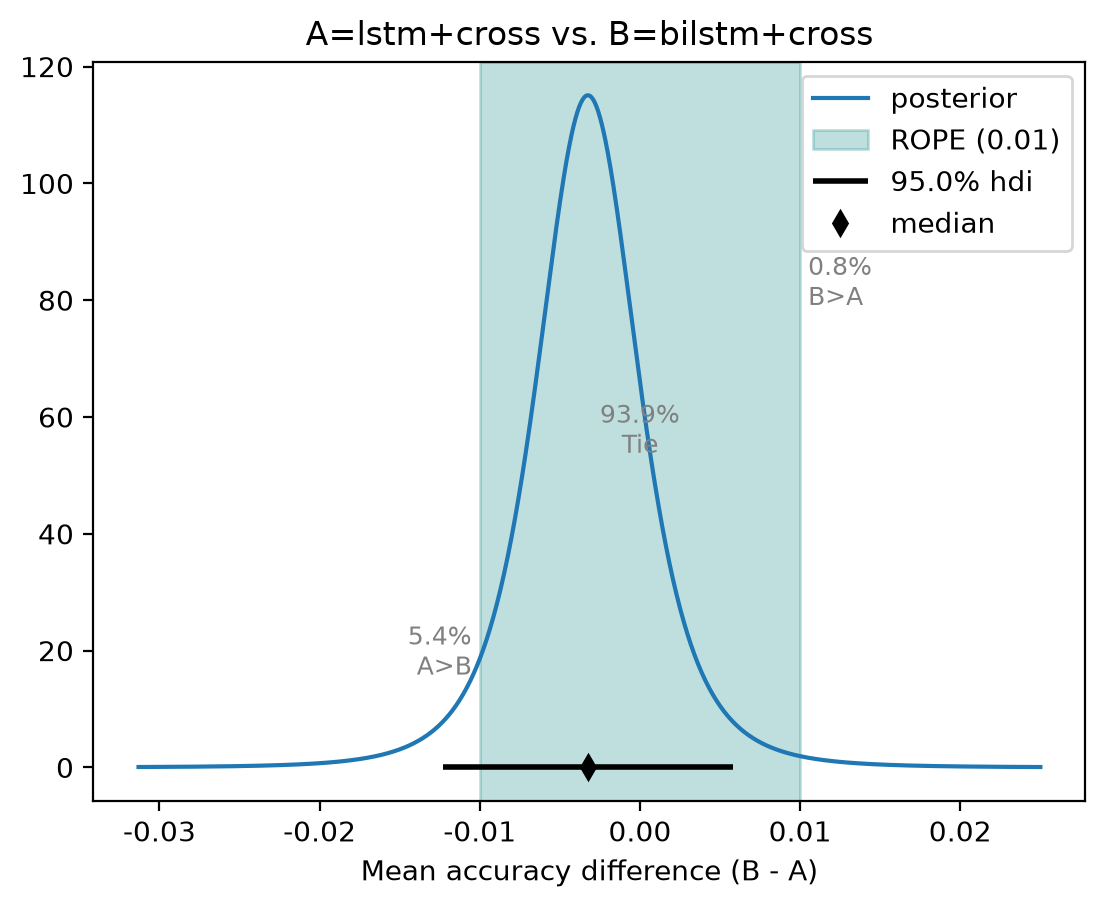 A=lstm+cross vs. B=bilstm+cross
120
100
80
60
40
20
0
posterior
ROPE (0.01)
95.0% hdi
median
0.8%
B>A
93.9%
Tie
5.4%
A>B
-0.03
-0.02
-0.01
0.00
0.01
0.02
Mean accuracy difference (B - A)